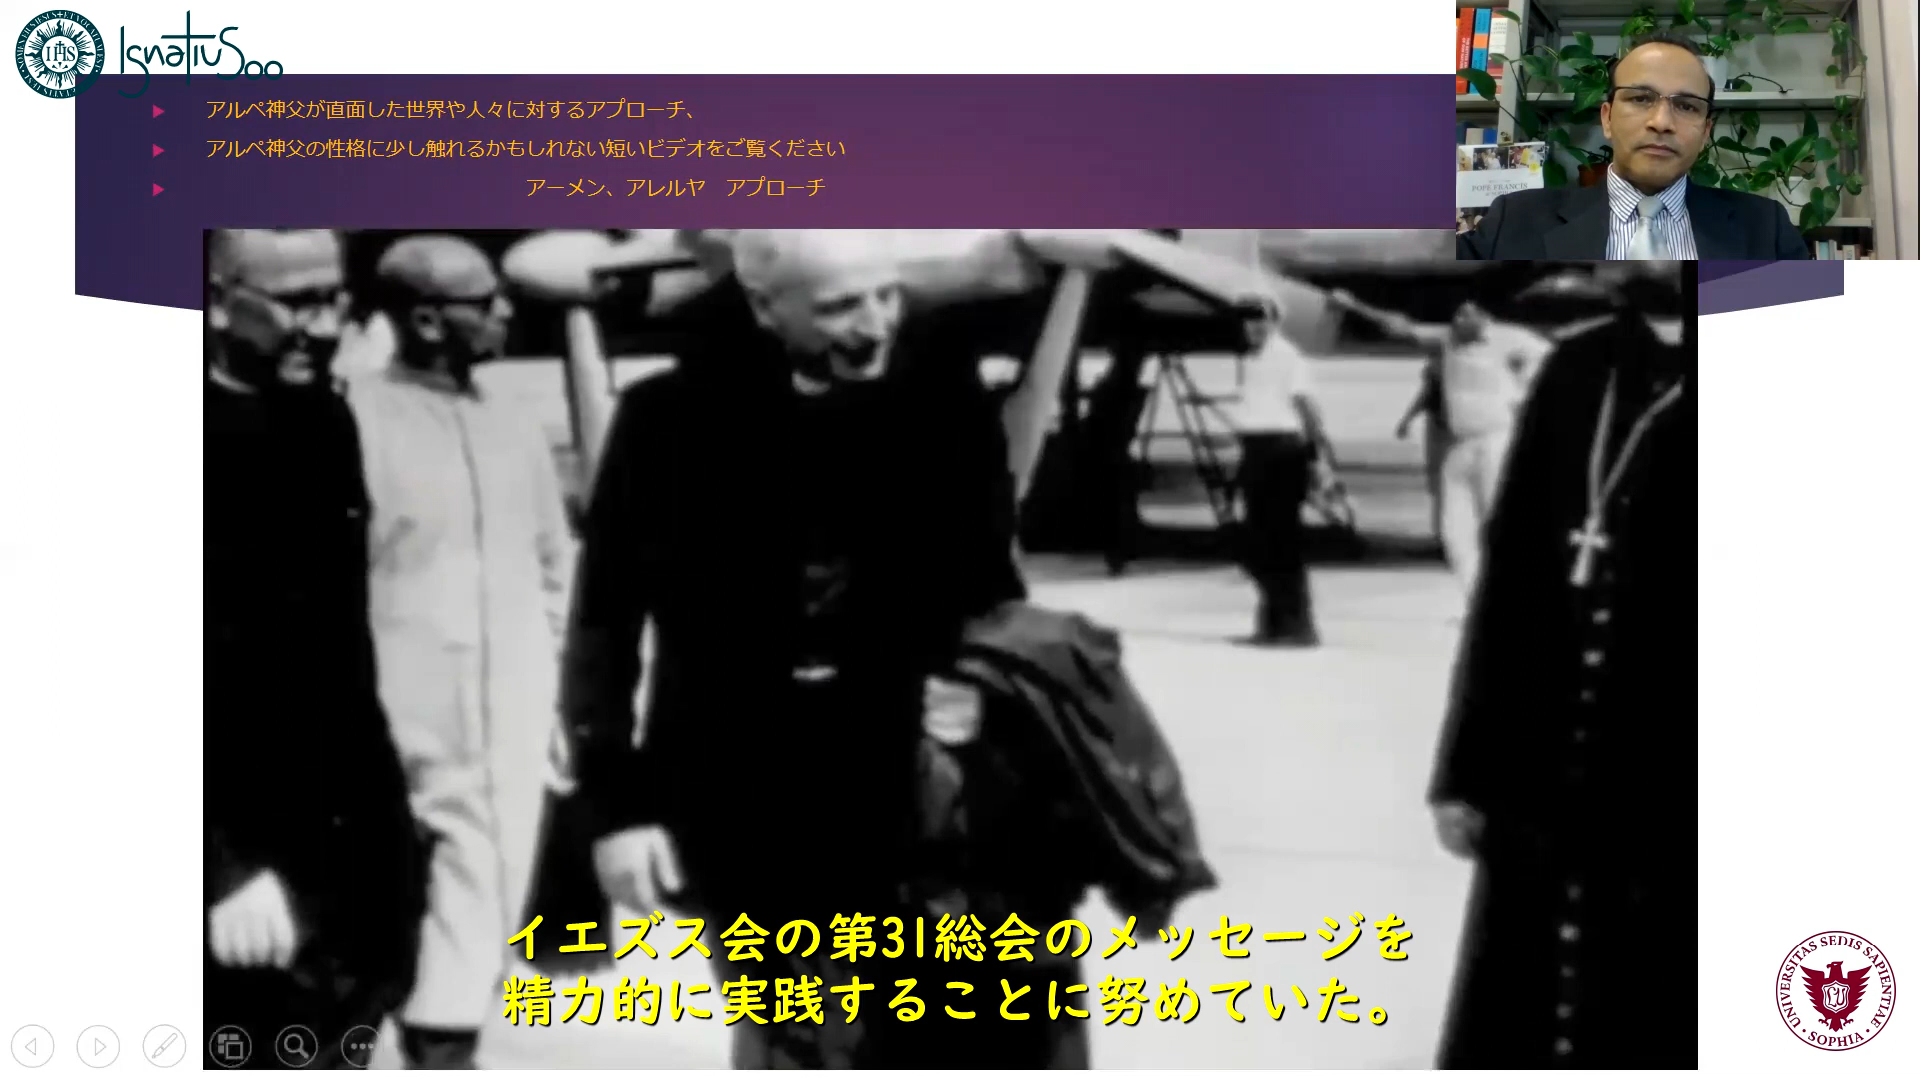 IHS
Ignatius500
アルペ神父が直面した世界や人々に対するアプローチ、
アルペ神父の性格に少し触れるかもしれない短いビデオをご覧ください
アーメン、アレルヤ　アプローチ
POPE FRANCIS
イエズス会の第31総会のメッセージを
精力的に実践することに努めていた。
UNIVERSITAS SEDIS SAPIENTIAE
SOPHIA